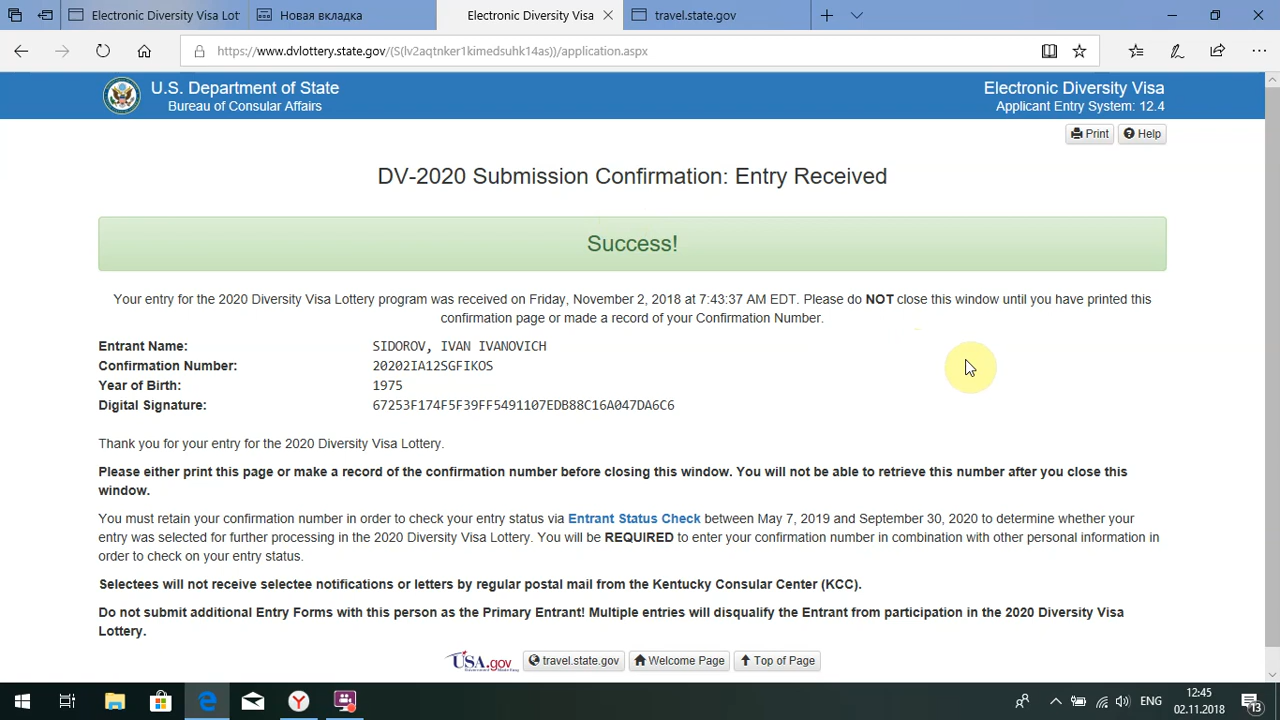 Electronic Diversity Visa Lot
Новая вкладка
Electronic Diversity Visa
travel.state.gov
https://www.dvlottery.state.gov/(S(lv2aqtnker1kimedsuhk14as))/application.aspx
U.S. Department of State
Bureau of Consular Affairs
Electronic Diversity Visa
Applicant Entry System: 12.4
Print
Help
DV-2020 Submission Confirmation: Entry Received
Success!
Your entry for the 2020 Diversity Visa Lottery program was received on Friday, November 2, 2018 at 7:43:37 AM EDT. Please do NOT close this window until you have printed this
confirmation page or made a record of your Confirmation Number.
Entrant Name: SIDOROV, IVAN IVANOVICH
Confirmation Number: 20202IA12SGFIKOS
Year of Birth: 1975
Digital Signature: 67253F174F5F39FF5491107EDB88C16A047DA6C6
Thank you for your entry for the 2020 Diversity Visa Lottery.
Please either print this page or make a record of the confirmation number before closing this window. You will not be able to retrieve this number after you close this
window.
You must retain your confirmation number in order to check your entry status via Entrant Status Check between May 7, 2019 and September 30, 2020 to determine whether your
entry was selected for further processing in the 2020 Diversity Visa Lottery. You will be REQUIRED to enter your confirmation number in combination with other personal information in
order to check on your entry status.
Selectees will not receive selectee notifications or letters by regular postal mail from the Kentucky Consular Center (KCC).
Do not submit additional Entry Forms with this person as the Primary Entrant! Multiple entries will disqualify the Entrant from participation in the 2020 Diversity Visa
Lottery.
USA.gov
travel.state.gov
Welcome Page
Top of Page
ENG
12:45
02.11.2018
13